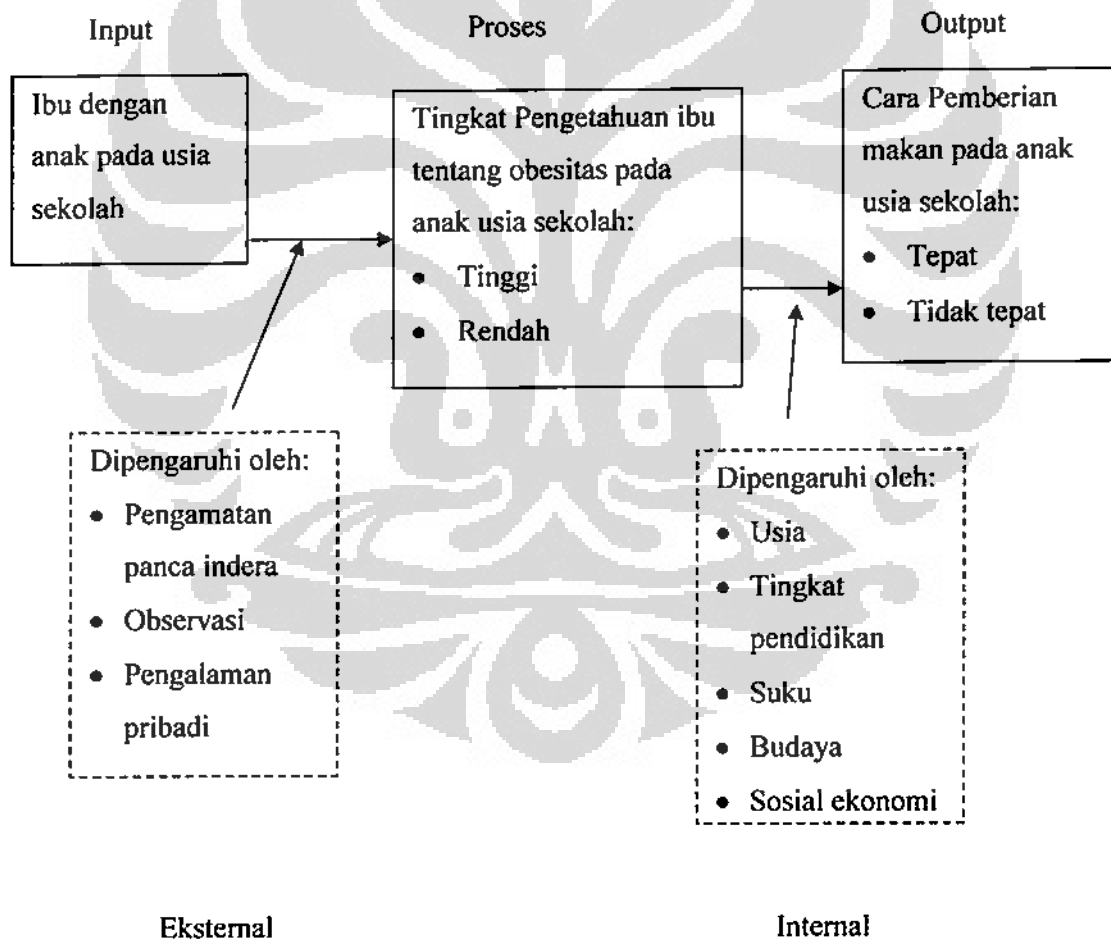 Input
Proses
Output
Ibu dengan
anak pada usia
sekolah
Tingkat Pengetahuan ibu
tentang obesitas pada
anak usia sekolah:
• Tinggi
• Rendah
Cara Pemberian
makan pada anak
usia sekolah:
• Tepat
• Tidak tepat
Dipengaruhi oleh:
• Pengamatan
panca indera
• Observasi
• Pengalaman
pribadi
Dipengaruhi oleh:
• Usia
• Tingkat
pendidikan
• Suku
• Budaya
• Sosial ekonomi
Eksternal
Internal